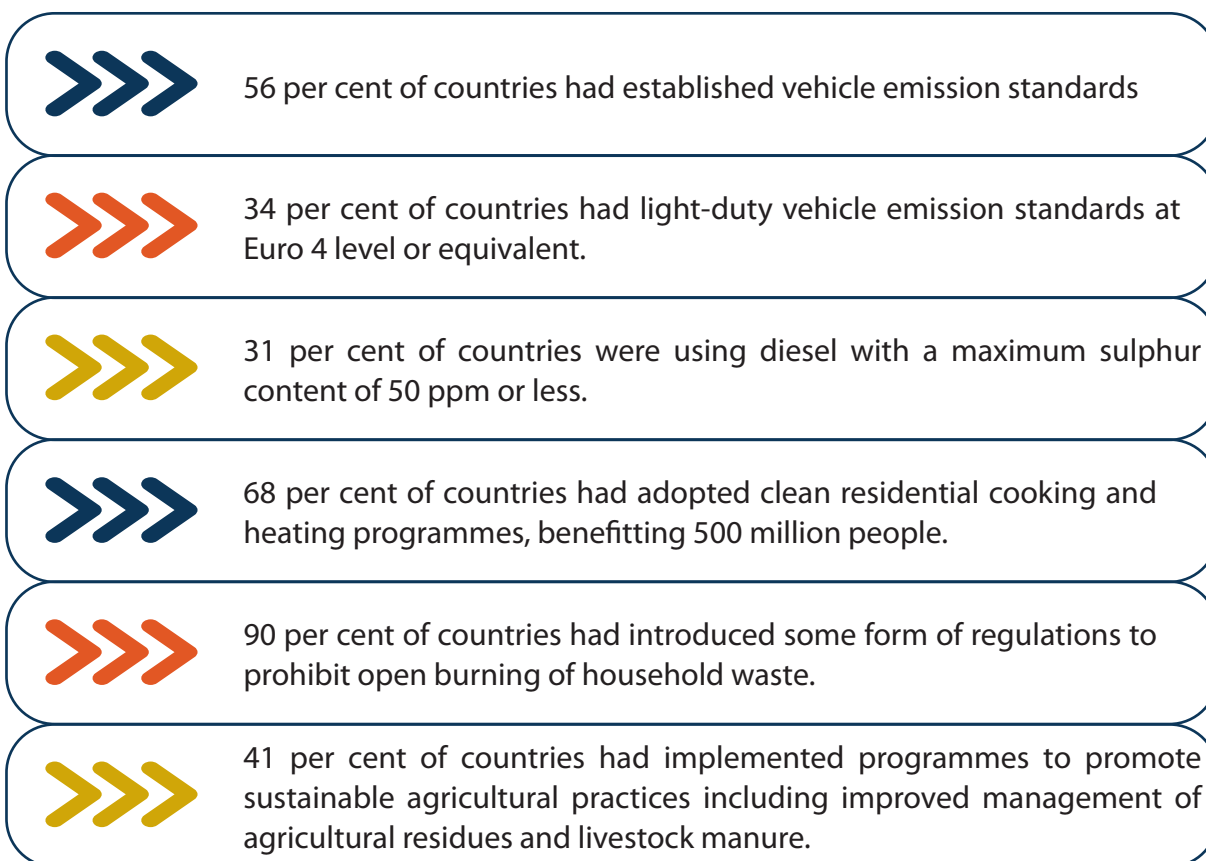 56 per cent of countries had established vehicle emission standards
34 per cent of countries had light-duty vehicle emission standards at
Euro 4 level or equivalent.
31 per cent of countries were using diesel with a maximum sulphur
content of 50 ppm or less.
68 per cent of countries had adopted clean residential cooking and
heating programmes, benefitting 500 million people.
90 per cent of countries had introduced some form of regulations to
prohibit open burning of household waste.
41 per cent of countries had implemented programmes to promote
sustainable agricultural practices including improved management of
agricultural residues and livestock manure.